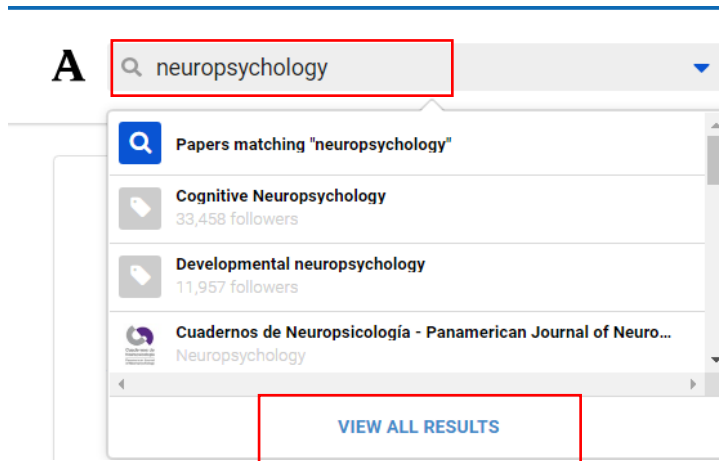 A
neuropsychology
Papers matching "neuropsychology"
Cognitive Neuropsychology
33,458 followers
Developmental neuropsychology
11,957 followers
Cuadernos de Neuropsicología - Panamerican Journal of Neuro...
Neuropsychology
VIEW ALL RESULTS